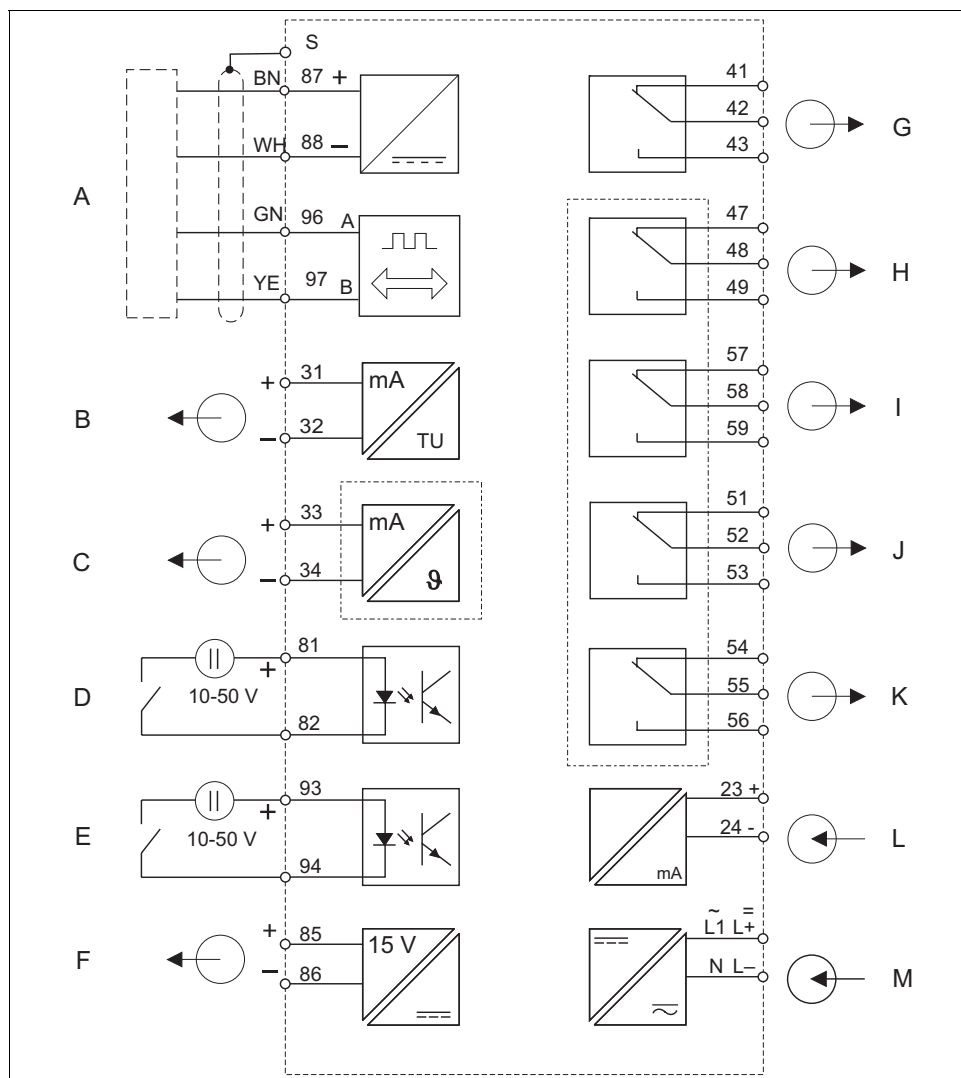 S
BN 87 +
WH 88 −
A
GN 96 A
YE 97 B
B
+ 31 mA
− 32 TU
C
+ 33 mA
− 34 ϑ
D
81
+
10-50 V
82
E
93
+
10-50 V
94
F
+ 85 15 V
− 86
41
42
43
G
47
48
49
H
57
58
59
I
51
52
53
J
54
55
56
K
23 +
24 -
mA
L
~ =
L1 L+
N L–
M